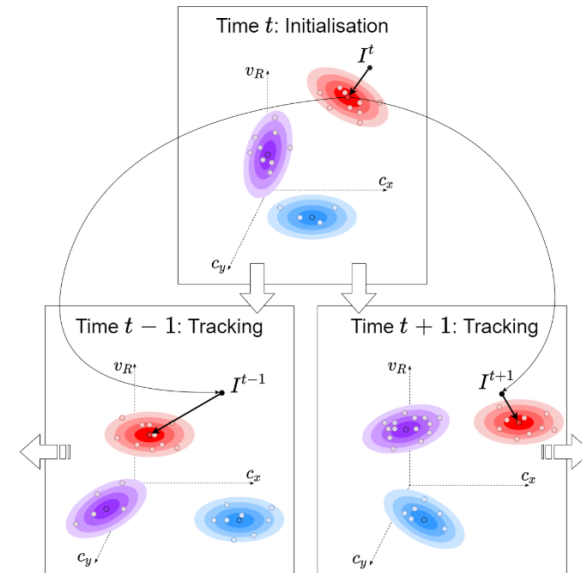 Time t: Initialisation
I^t
v_R
c_x
c_y
Time t − 1: Tracking
Time t + 1: Tracking
v_R
I^{t−1}
c_x
c_y
v_R
I^{t+1}
c_x
c_y